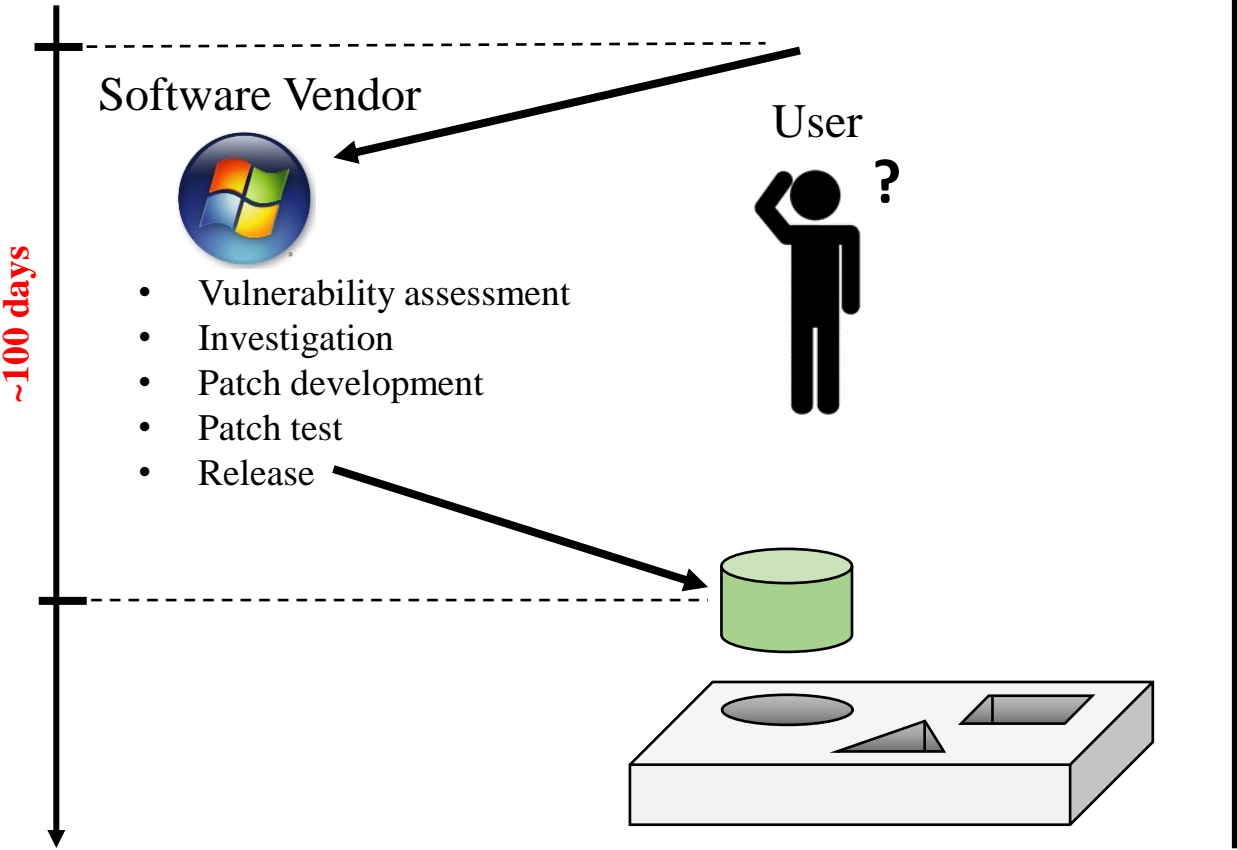 Software Vendor
User
?
~100 days
• Vulnerability assessment
• Investigation
• Patch development
• Patch test
• Release